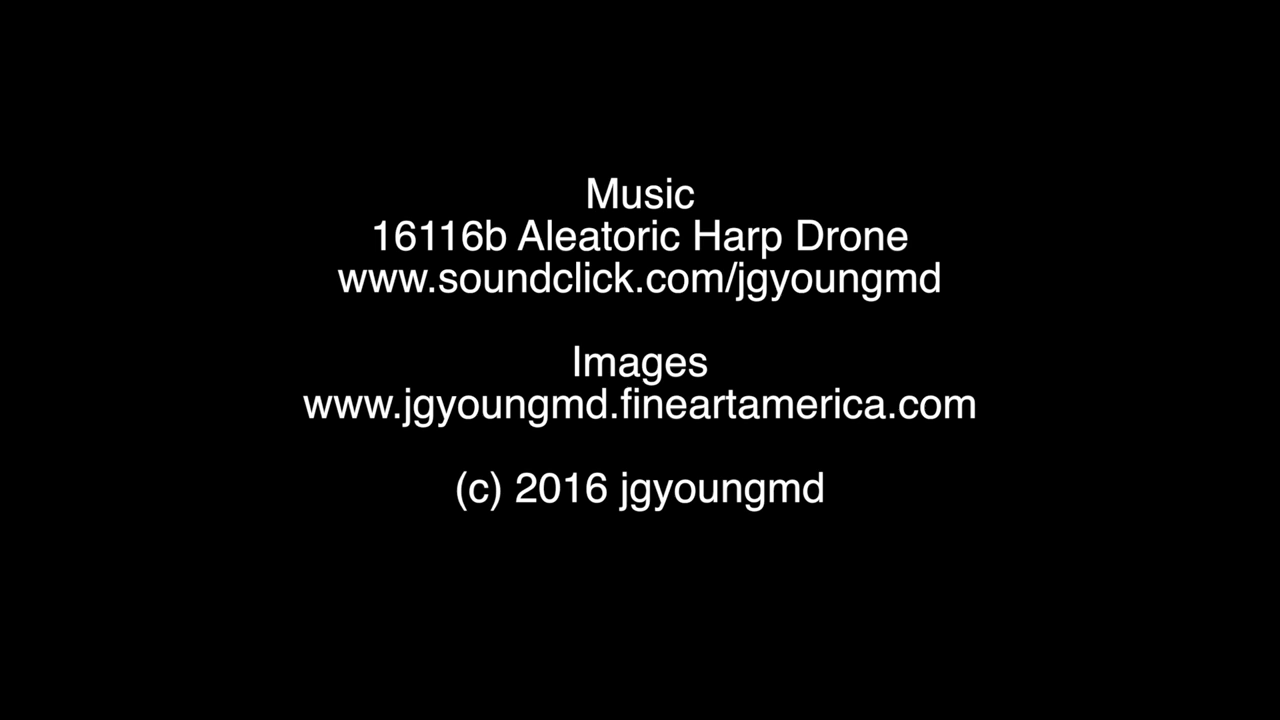 Music
16116b Aleatoric Harp Drone
www.soundclick.com/jgyoungmd
Images
www.jgyoungmd.fineartamerica.com
(c) 2016 jgyoungmd